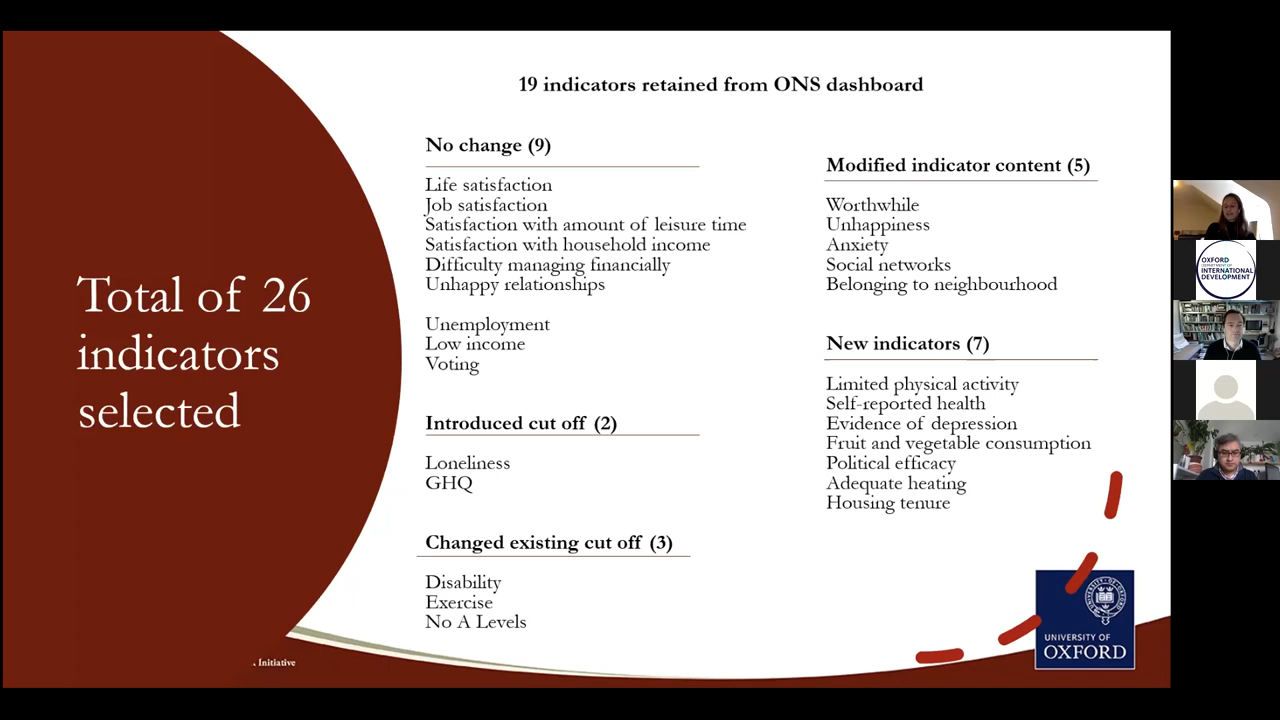 19 indicators retained from ONS dashboard
Total of 26
indicators
selected
No change (9)
Life satisfaction
Job satisfaction
Satisfaction with amount of leisure time
Satisfaction with household income
Difficulty managing financially
Unhappy relationships
Unemployment
Low income
Voting
Introduced cut off (2)
Loneliness
GHQ
Changed existing cut off (3)
Disability
Exercise
No A Levels
Modified indicator content (5)
Worthwhile
Unhappiness
Anxiety
Social networks
Belonging to neighbourhood
New indicators (7)
Limited physical activity
Self-reported health
Evidence of depression
Fruit and vegetable consumption
Political efficacy
Adequate heating
Housing tenure
Initiative
UNIVERSITY OF
OXFORD
OXFORD
DEPARTMENT OF
INTERNATIONAL
DEVELOPMENT